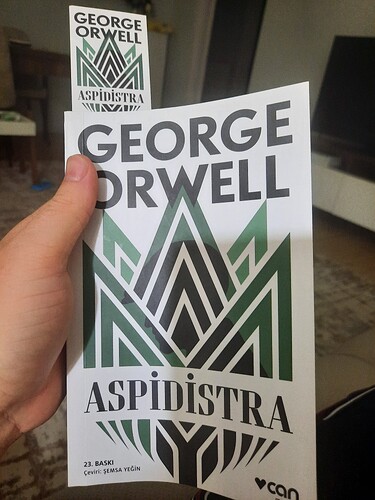 GEORGE
ORWELL
ASPİDİSTRA
GEORGE
ORWELL
ASPİDİSTRA
23. BASKI
Çeviri: ŞEMSA YEĞİN
can